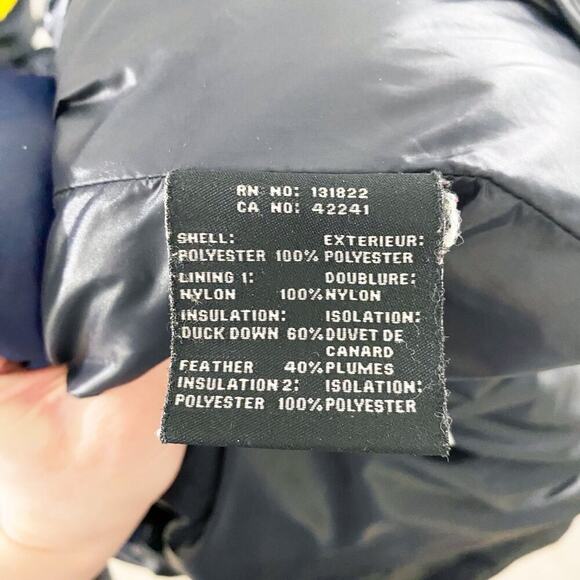 RN NO: 131822
CA NO: 42241
SHELL: EXTERIEUR:
POLYESTER 100% POLYESTER
LINING 1: DOUBLURE:
NYLON 100% NYLON
INSULATION: ISOLATION:
DUCK DOWN 60% DUVET DE
CANARD
FEATHER 40% PLUMES
INSULATION 2: ISOLATION:
POLYESTER 100% POLYESTER